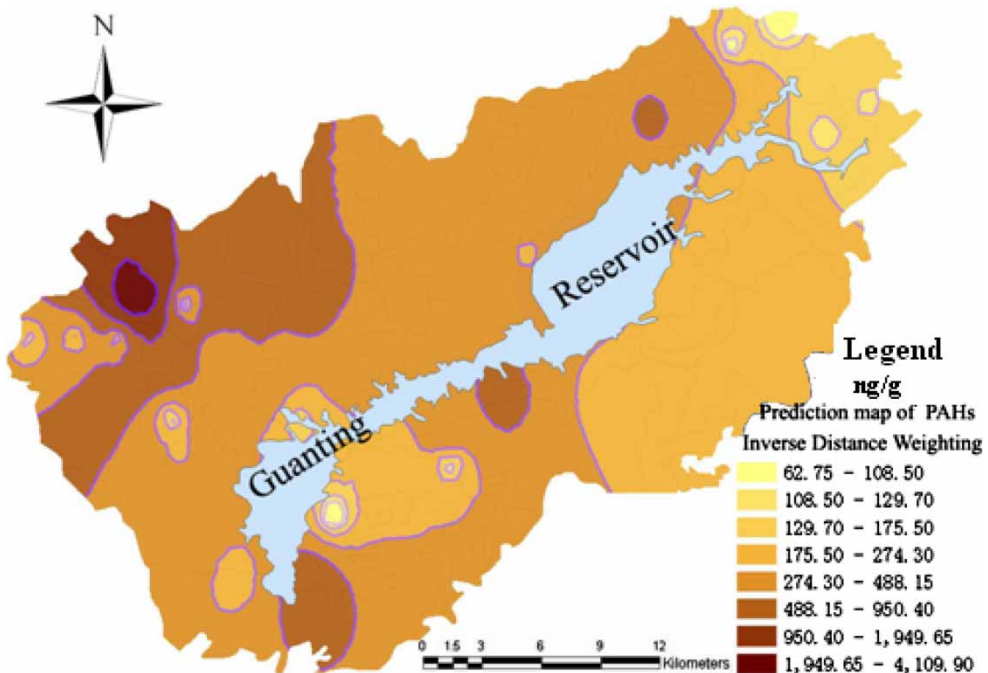 N
Reservoir
Guanting
Legend
ng/g
Prediction map of PAHs
Inverse Distance Weighting
62.75 - 108.50
108.50 - 129.70
129.70 - 175.50
175.50 - 274.30
274.30 - 488.15
488.15 - 950.40
950.40 - 1,949.65
1,949.65 - 4,109.90
0 1.5 3 6 9 12
Kilometers